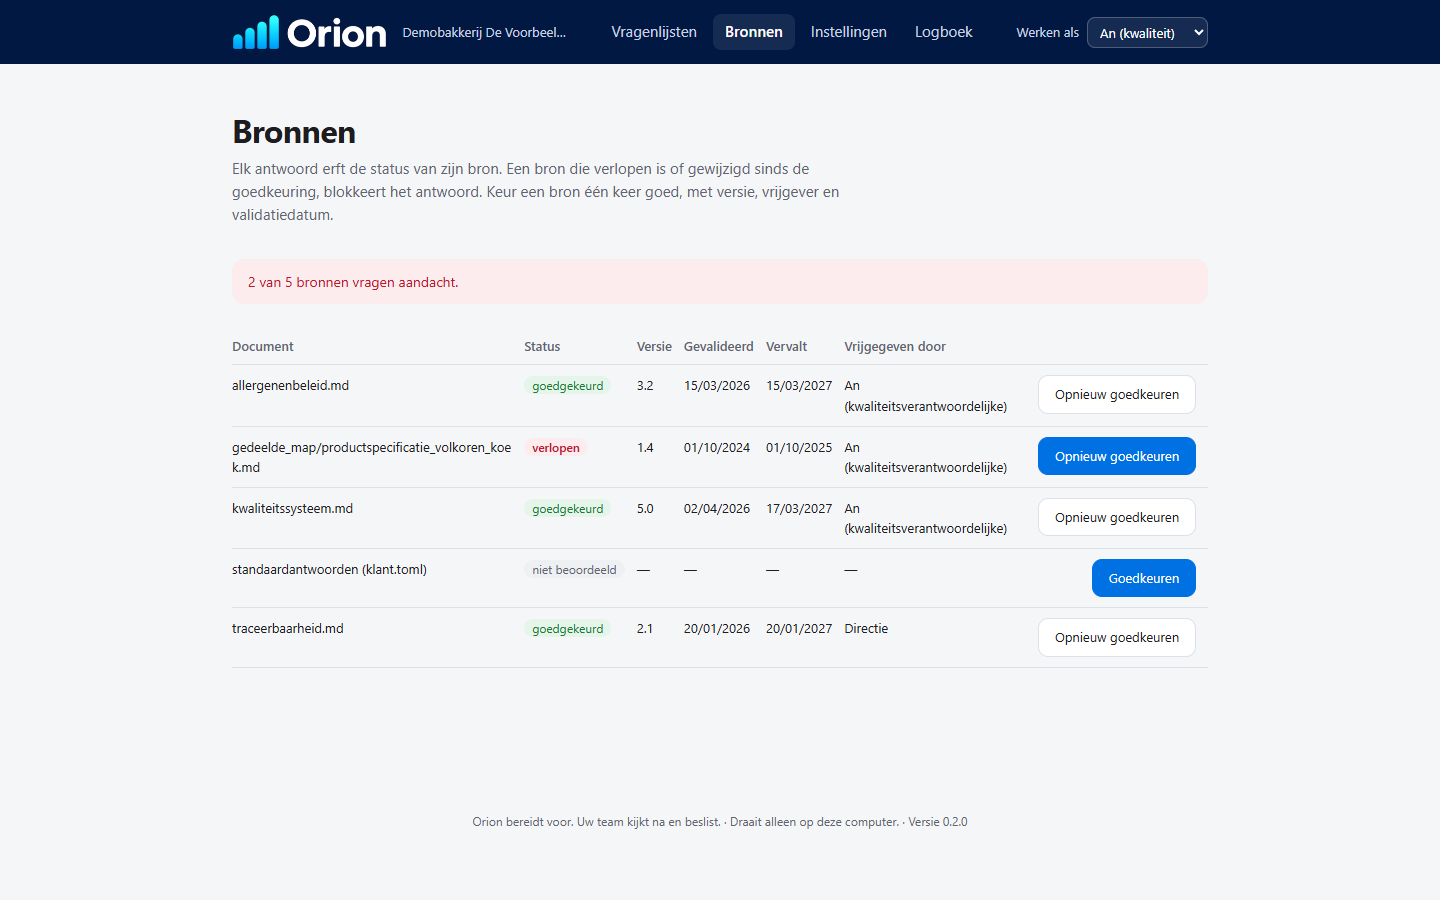 Orion
Demobakkerij De Voorbeel...
Vragenlijsten
Bronnen
Instellingen
Logboek
Werken als
An (kwaliteit)
Bronnen
Elk antwoord erft de status van zijn bron. Een bron die verlopen is of gewijzigd sinds de
goedkeuring, blokkeert het antwoord. Keur een bron één keer goed, met versie, vrijgever en
validatiedatum.
2 van 5 bronnen vragen aandacht.
Document Status Versie Gevalideerd Vervalt Vrijgegeven door
allergenenbeleid.md goedgekeurd 3.2 15/03/2026 15/03/2027 An
(kwaliteitsverantwoordelijke)
Opnieuw goedkeuren
gedeelde_map/productspecificatie_volkoren_koe
k.md
verlopen 1.4 01/10/2024 01/10/2025 An
(kwaliteitsverantwoordelijke)
Opnieuw goedkeuren
kwaliteitssysteem.md goedgekeurd 5.0 02/04/2026 17/03/2027 An
(kwaliteitsverantwoordelijke)
Opnieuw goedkeuren
standaardantwoorden (klant.toml) niet beoordeeld — — — —
Goedkeuren
traceerbaarheid.md goedgekeurd 2.1 20/01/2026 20/01/2027 Directie
Opnieuw goedkeuren
Orion bereidt voor. Uw team kijkt na en beslist. · Draait alleen op deze computer. · Versie 0.2.0